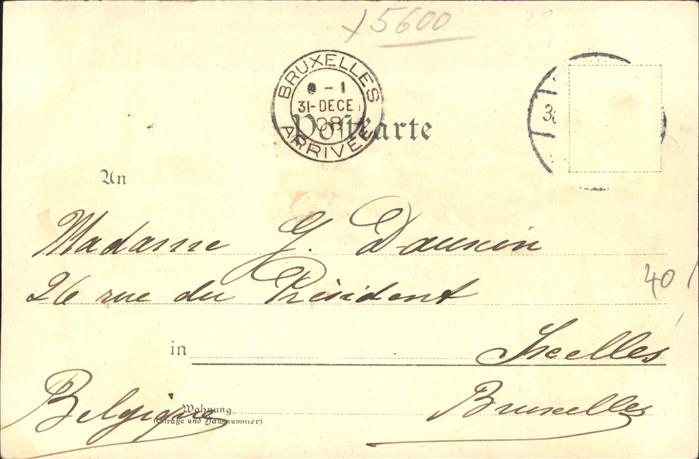 5600
BRUXELLES
31-DECE
ARRIVEE
Postkarte
An
Madame G. Dausin
26 rue du Président
40
in Ixelles
Belgique Bruxelles
Wohnung
(Straße und Hausnummer)